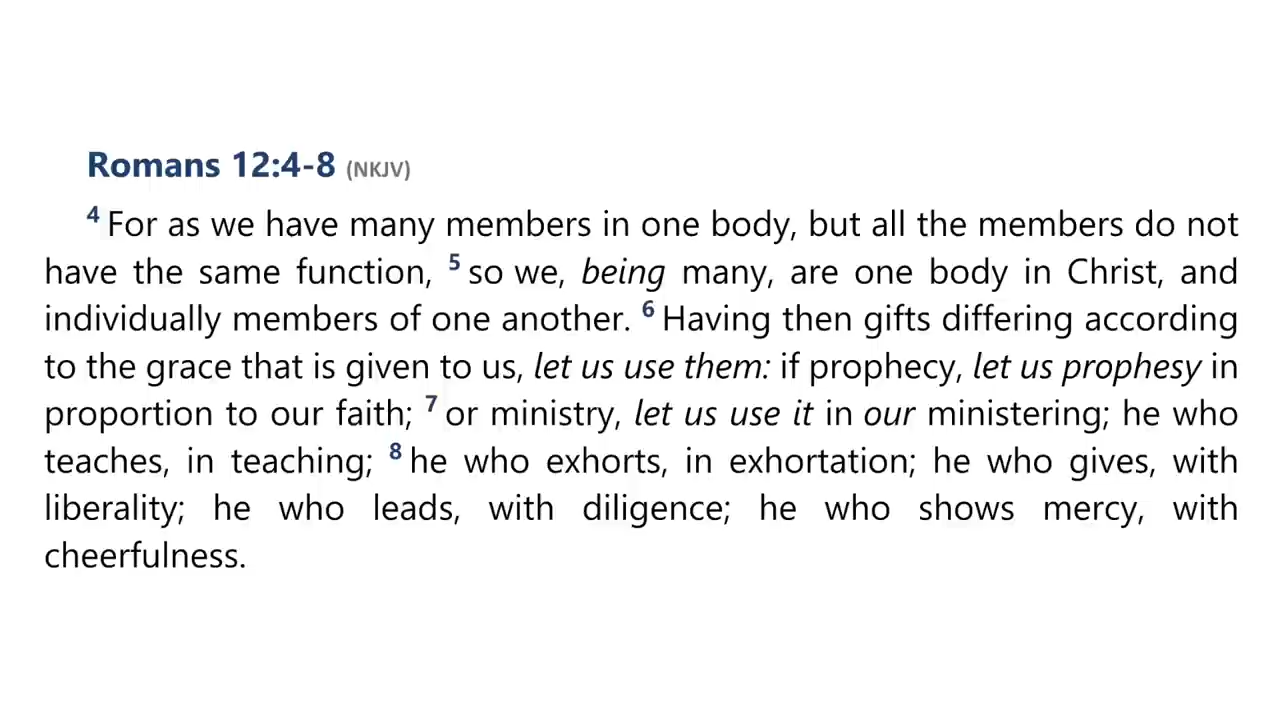 Romans 12:4-8 (NKJV)
4 For as we have many members in one body, but all the members do not
have the same function, 5 so we, being many, are one body in Christ, and
individually members of one another. 6 Having then gifts differing according
to the grace that is given to us, let us use them: if prophecy, let us prophesy in
proportion to our faith; 7 or ministry, let us use it in our ministering; he who
teaches, in teaching; 8 he who exhorts, in exhortation; he who gives, with
liberality; he who leads, with diligence; he who shows mercy, with
cheerfulness.